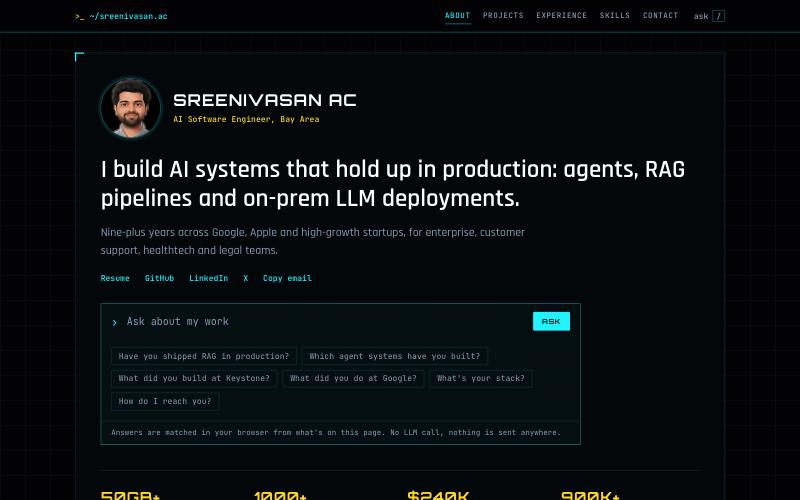 >_ ~/sreenivasan.ac
ABOUT PROJECTS EXPERIENCE SKILLS CONTACT ask /
SREENIVASAN AC
AI Software Engineer, Bay Area
I build AI systems that hold up in production: agents, RAG
pipelines and on-prem LLM deployments.
Nine-plus years across Google, Apple and high-growth startups, for enterprise, customer
support, healthtech and legal teams.
Resume GitHub LinkedIn X Copy email
› Ask about my work ASK
Have you shipped RAG in production? Which agent systems have you built?
What did you build at Keystone? What did you do at Google? What's your stack?
How do I reach you?
Answers are matched in your browser from what's on this page. No LLM call, nothing is sent anywhere.
50GB+ 1000+ $240K 900K+